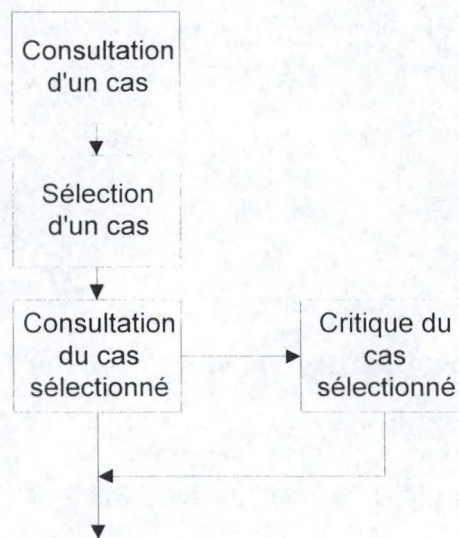 Consultation
d'un cas
Sélection
d'un cas
Consultation
du cas
sélectionné
Critique du
cas
sélectionné